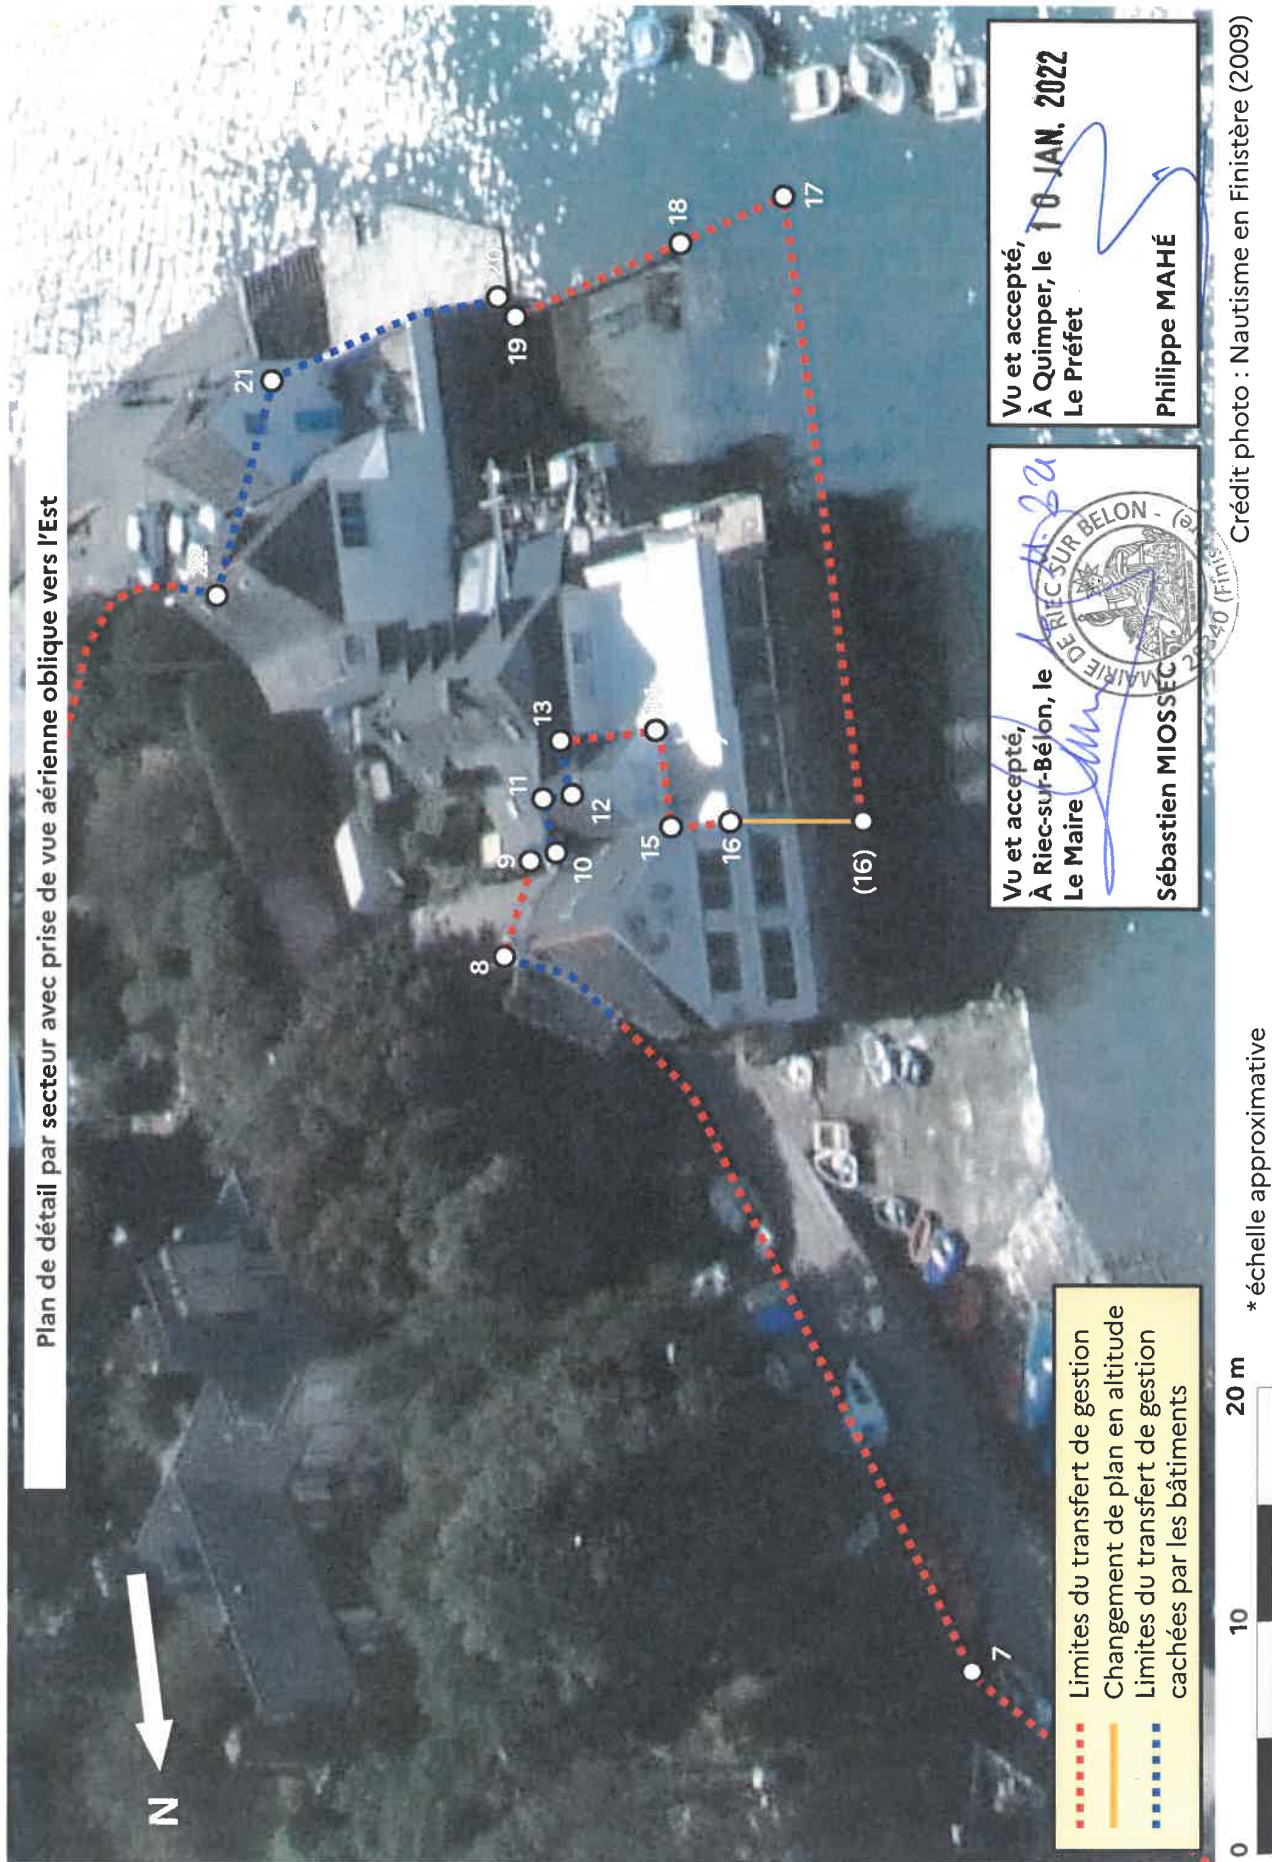 Plan de détail par secteur avec prise de vue aérienne oblique vers l'Est
N
7
8
9
10
11
12
13
15
16
(16)
17
18
19
20
21
22
Limites du transfert de gestion
Changement de plan en altitude
Limites du transfert de gestion
cachées par les bâtiments
Vu et accepté,
À Riec-sur-Bélon, le
Le Maire
Sébastien MIOSSEC
MAIRIE DE RIEC SUR BELON - 29340 (Finistère)
Vu et accepté,
À Quimper, le 10 JAN. 2022
Le Préfet
Philippe MAHÉ
0 10 20 m
* échelle approximative
Crédit photo : Nautisme en Finistère (2009)